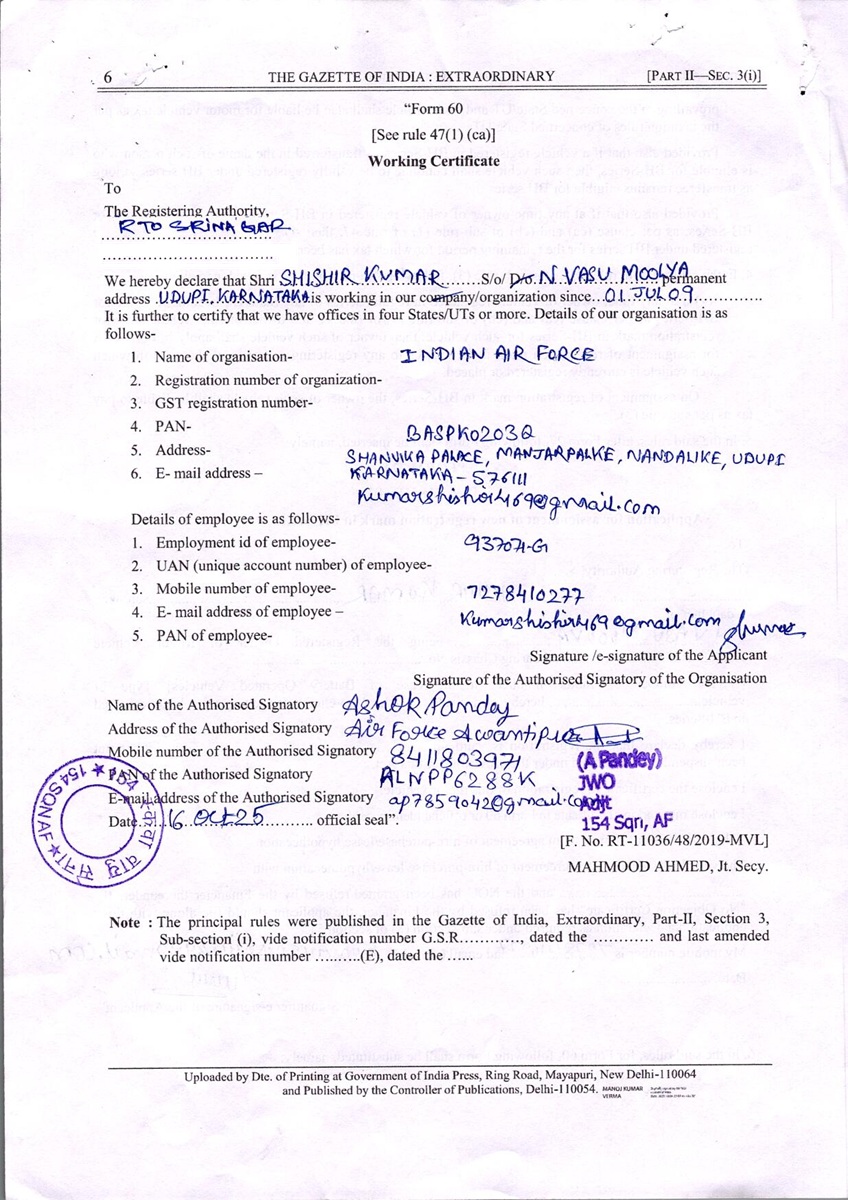 6 THE GAZETTE OF INDIA : EXTRAORDINARY [PART II—SEC. 3(i)]
"Form 60
[See rule 47(1) (ca)]
Working Certificate
To
The Registering Authority,
RTO SRINAGAR
We hereby declare that Shri SHISHIR KUMAR S/o/ D/o. N VASU MOOLYA permanent
address UDUPI, KARNATAKA is working in our company/organization since 01 JUL 09
It is further to certify that we have offices in four States/UTs or more. Details of our organisation is as
follows-
1. Name of organisation- INDIAN AIR FORCE
2. Registration number of organization-
3. GST registration number-
4. PAN- BASPK0203Q
5. Address- SHANVIKA PALACE, MANJARPALKE, NANDALIKE, UDUPI
KARNATAKA - 576111
6. E- mail address – Kumarshishir469@gmail.com
Details of employee is as follows-
1. Employment id of employee- 937071-G
2. UAN (unique account number) of employee-
3. Mobile number of employee- 7278410277
4. E- mail address of employee – Kumarshishir469@gmail.com
5. PAN of employee-
Signature /e-signature of the Applicant
Signature of the Authorised Signatory of the Organisation
Name of the Authorised Signatory Ashok Pandey
Address of the Authorised Signatory Air Force Awantipura
Mobile number of the Authorised Signatory 8411803971
PAN of the Authorised Signatory ALNPP6288K
E-mail address of the Authorised Signatory ap7859042@gmail.com
Date. 16 Oct 25 official seal".
(A Pandey)
JWO
Adjt
154 Sqn, AF
154 SQN AF
[F. No. RT-11036/48/2019-MVL]
MAHMOOD AHMED, Jt. Secy.
Note : The principal rules were published in the Gazette of India, Extraordinary, Part-II, Section 3,
Sub-section (i), vide notification number G.S.R..........., dated the ............ and last amended
vide notification number ..........(E), dated the ......
Uploaded by Dte. of Printing at Government of India Press, Ring Road, Mayapuri, New Delhi-110064
and Published by the Controller of Publications, Delhi-110054. MANOJ KUMAR
VERMA